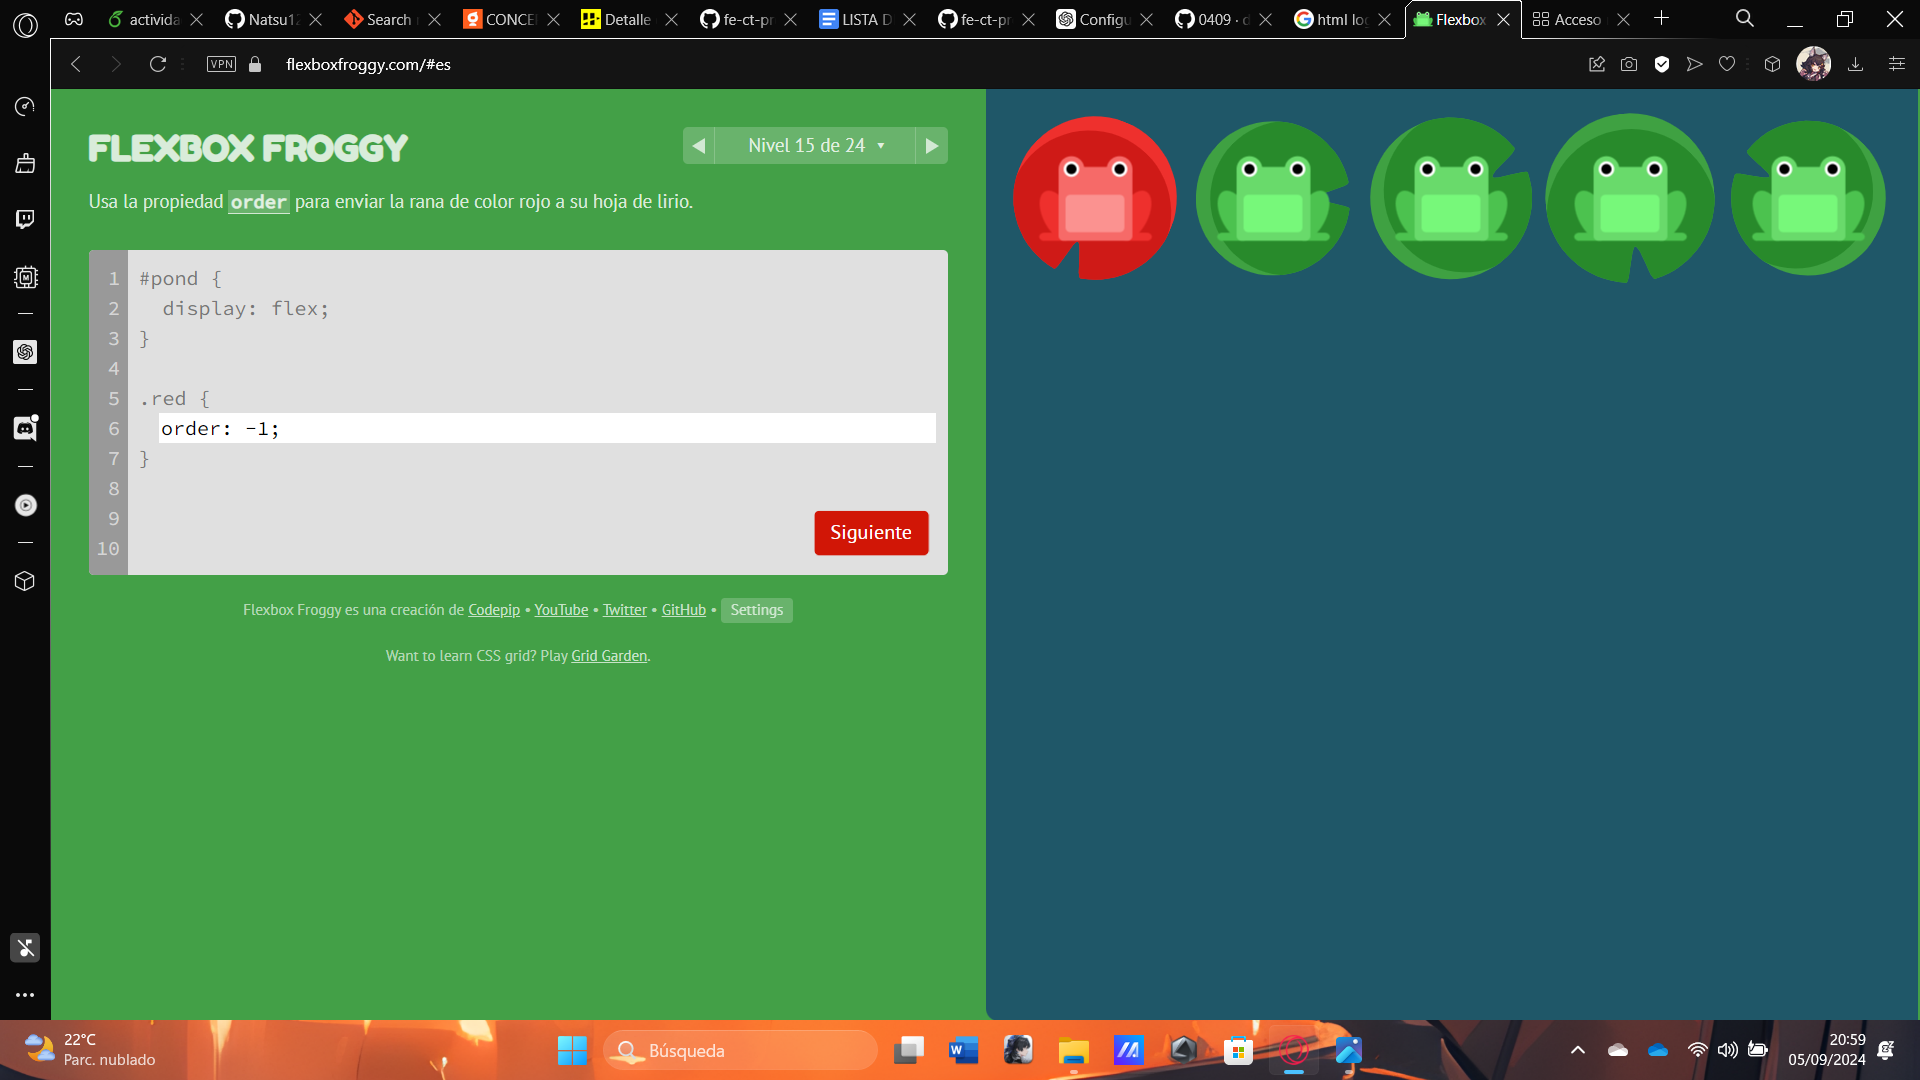 activida
Natsu12
Search
CONCE
Detalle
fe-ct-pr
LISTA D
fe-ct-pr
Configu
0409 · d
html log
Flexbox
Acceso
VPN
flexboxfroggy.com/#es
FLEXBOX FROGGY
Nivel 15 de 24 ▾
Usa la propiedad order para enviar la rana de color rojo a su hoja de lirio.
1 #pond {
2 display: flex;
3 }
4
5 .red {
6 order: -1;
7 }
8
9
10
Siguiente
Flexbox Froggy es una creación de Codepip • YouTube • Twitter • GitHub • Settings
Want to learn CSS grid? Play Grid Garden.
22°C
Parc. nublado
Búsqueda
20:59
05/09/2024